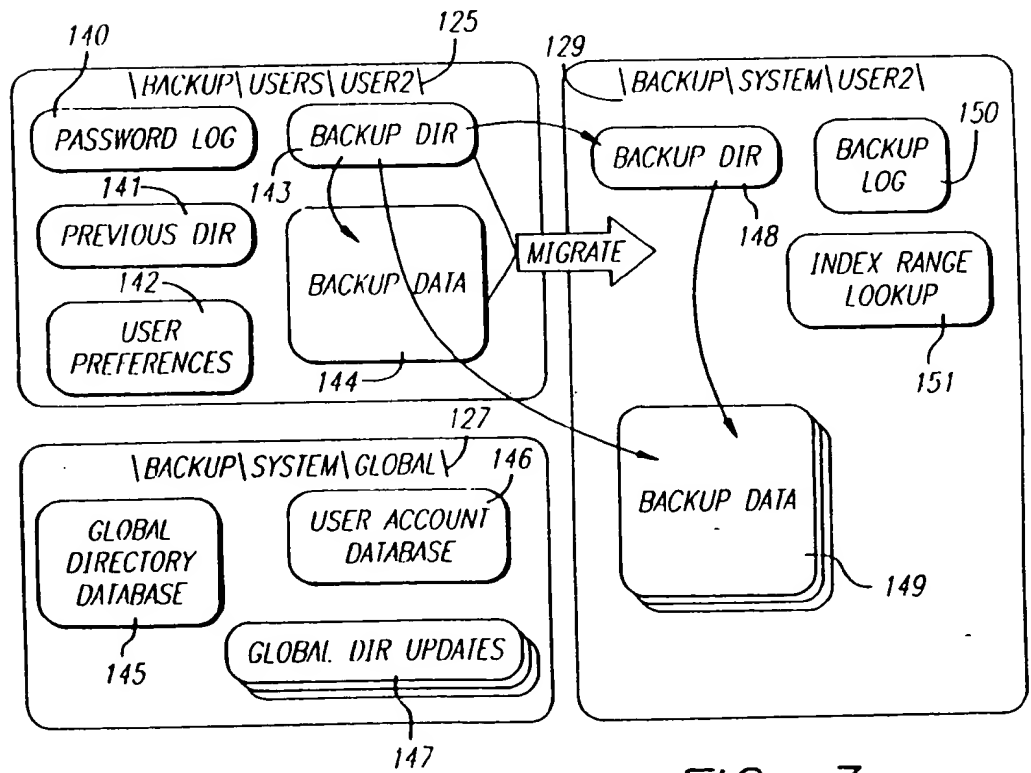 140
125
\BACKUP\USERS\USER2\
PASSWORD LOG
BACKUP DIR
143
141
PREVIOUS DIR
142
USER
PREFERENCES
BACKUP DATA
144
MIGRATE
129
\BACKUP\SYSTEM\USER2\
BACKUP DIR
148
BACKUP
LOG
150
INDEX RANGE
LOOKUP
151
BACKUP DATA
149
127
\BACKUP\SYSTEM\GLOBAL\
146
GLOBAL
DIRECTORY
DATABASE
145
USER ACCOUNT
DATABASE
GLOBAL DIR UPDATES
147